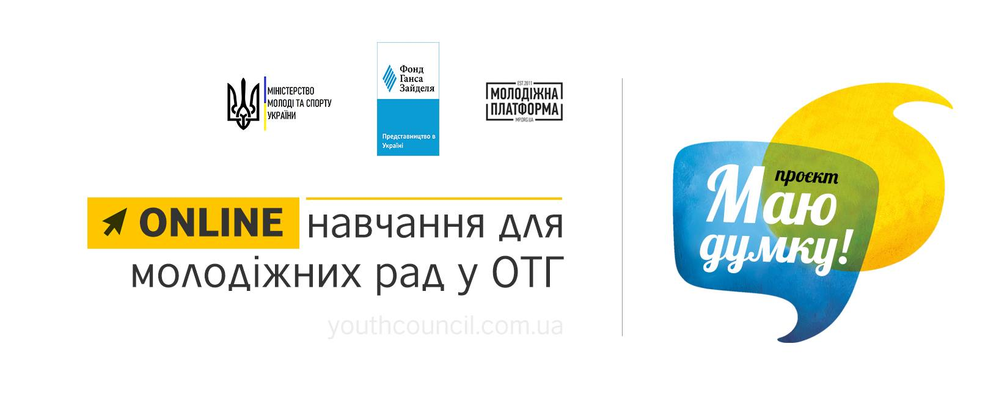 МІНІСТЕРСТВО
МОЛОДІ ТА СПОРТУ
УКРАЇНИ
Фонд
Ганса
Зайделя
Представництво в
Україні
EST.2011
МОЛОДІЖНА
ПЛАТФОРМА
MP.ORG.UA
ONLINE навчання для
молодіжних рад у ОТГ
youthcouncil.com.ua
проєкт
Маю
думку!